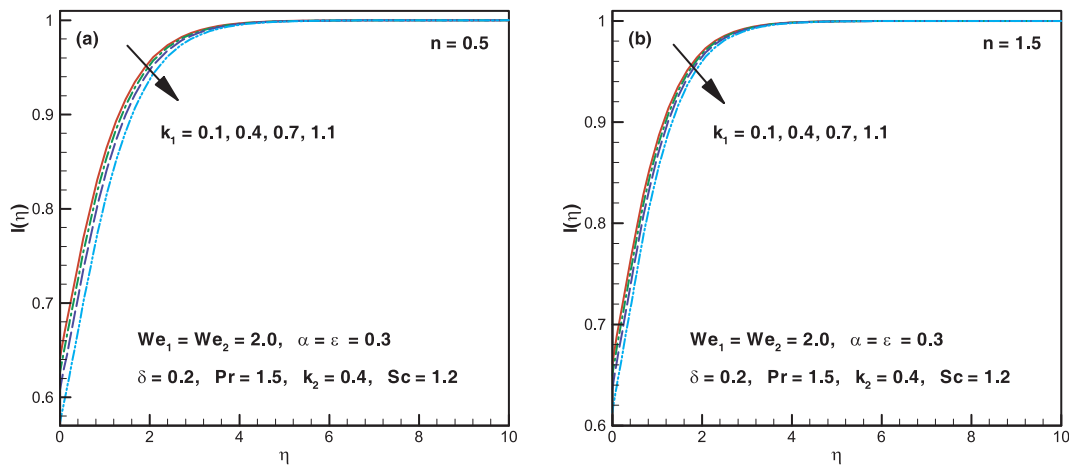 (a)
n = 0.5
k₁ = 0.1, 0.4, 0.7, 1.1
We₁ = We₂ = 2.0, α = ε = 0.3
δ = 0.2, Pr = 1.5, k₂ = 0.4, Sc = 1.2
l(η)
1
0.9
0.8
0.7
0.6
0 2 4 6 8 10
η
(b)
n = 1.5
k₁ = 0.1, 0.4, 0.7, 1.1
We₁ = We₂ = 2.0, α = ε = 0.3
δ = 0.2, Pr = 1.5, k₂ = 0.4, Sc = 1.2
l(η)
1
0.9
0.8
0.7
0.6
0 2 4 6 8 10
η